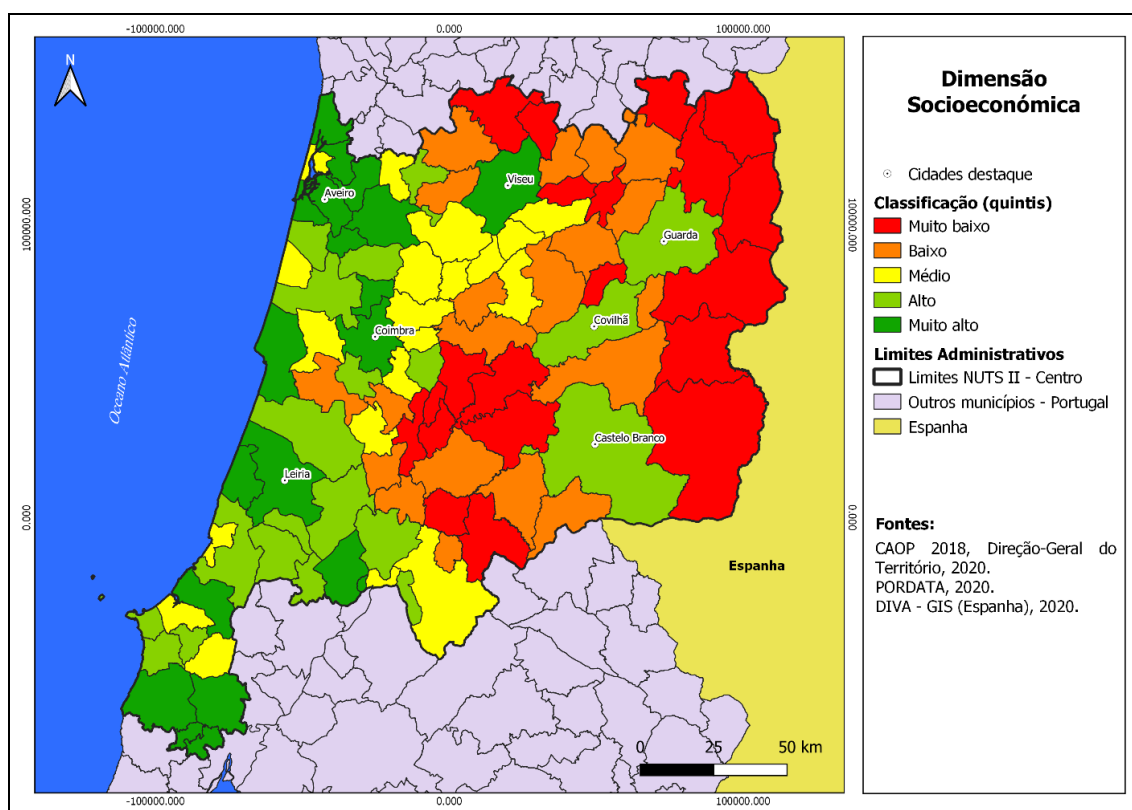 -100000.000
0.000
100000.000
N
100000.000
0.000
Oceano Atlântico
Aveiro
Viseu
Guarda
Coimbra
Covilhã
Castelo Branco
Leiria
Espanha
100000.000
0.000
0
25
50 km
-100000.000
0.000
100000.000
Dimensão
Socioeconómica
Cidades destaque
Classificação (quintis)
Muito baixo
Baixo
Médio
Alto
Muito alto
Limites Administrativos
Limites NUTS II - Centro
Outros municípios - Portugal
Espanha
Fontes:
CAOP 2018, Direção-Geral do
Território, 2020.
PORDATA, 2020.
DIVA - GIS (Espanha), 2020.